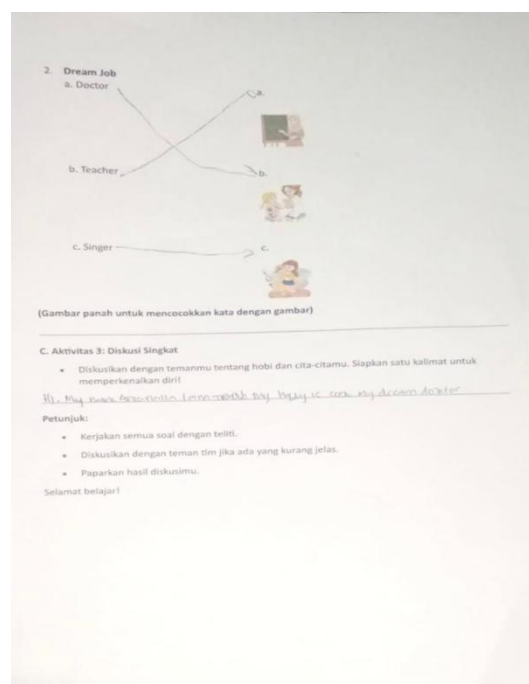 2. Dream Job
a. Doctor
a.
b. Teacher
b.
c. Singer
c.
(Gambar panah untuk mencocokkan kata dengan gambar)
C. Aktivitas 3: Diskusi Singkat
• Diskusikan dengan temanmu tentang hobi dan cita-citamu. Siapkan satu kalimat untuk
memperkenalkan diri!
Hi, My my is My dream
Petunjuk:
• Kerjakan semua soal dengan teliti.
• Diskusikan dengan teman tim jika ada yang kurang jelas.
• Paparkan hasil diskusimu.
Selamat belajar!